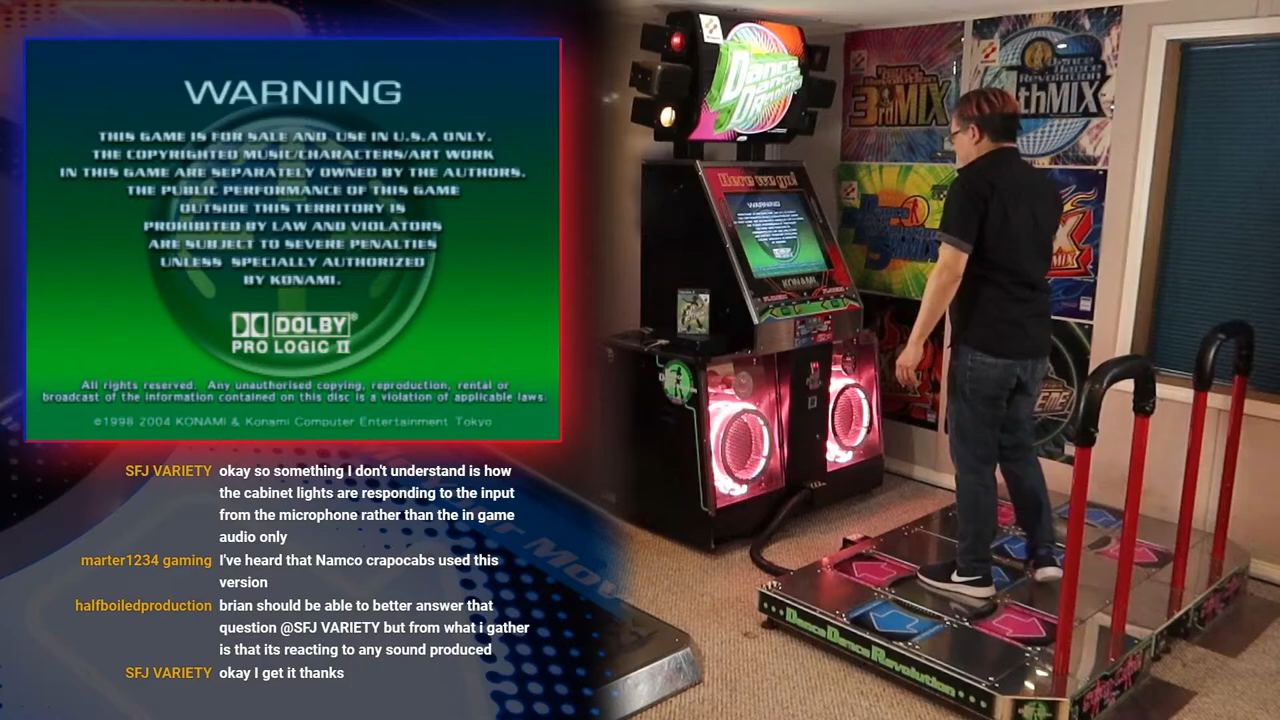 WARNING
THIS GAME IS FOR SALE AND USE IN U.S.A ONLY.
THE COPYRIGHTED MUSIC/CHARACTERS/ART WORK
IN THIS GAME ARE SEPARATELY OWNED BY THE AUTHORS.
THE PUBLIC PERFORMANCE OF THIS GAME
OUTSIDE THIS TERRITORY IS
PROHIBITED BY LAW AND VIOLATORS
ARE SUBJECT TO SEVERE PENALTIES
UNLESS SPECIALLY AUTHORIZED
BY KONAMI.
DOLBY®
PRO LOGIC II
All rights reserved. Any unauthorised copying, reproduction, rental or
broadcast of the information contained on this disc is a violation of applicable laws.
©1998 2004 KONAMI & Konami Computer Entertainment Tokyo
SFJ VARIETY okay so something I don't understand is how
the cabinet lights are responding to the input
from the microphone rather than the in game
audio only
marter1234 gaming I've heard that Namco crapocabs used this
version
halfboiledproduction brian should be able to better answer that
question @SFJ VARIETY but from what i gather
is that its reacting to any sound produced
SFJ VARIETY okay I get it thanks
Dance
Dance
Revolution
Here we go!
WARNING
KONAMI
3rdMIX
Dance
Dance
Revolution
4thMIX
Dance Dance Revolution